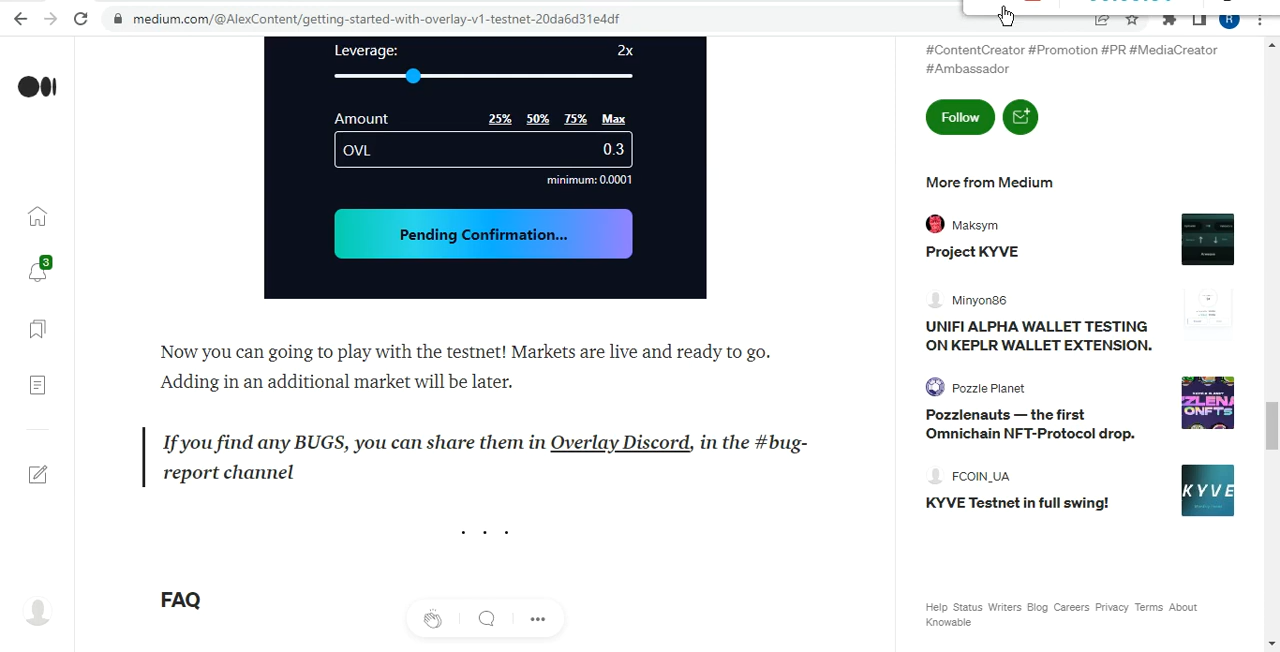 medium.com/@AlexContent/getting-started-with-overlay-v1-testnet-20da6d31e4df
R
Leverage: 2x
Amount 25% 50% 75% Max
OVL 0.3
minimum: 0.0001
Pending Confirmation...
Now you can going to play with the testnet! Markets are live and ready to go.
Adding in an additional market will be later.
If you find any BUGS, you can share them in Overlay Discord, in the #bug-
report channel
. . .
FAQ
3
#ContentCreator #Promotion #PR #MediaCreator
#Ambassador
Follow
More from Medium
Maksym
Project KYVE
Minyon86
UNIFI ALPHA WALLET TESTING
ON KEPLR WALLET EXTENSION.
Pozzle Planet
Pozzlenauts — the first
Omnichain NFT-Protocol drop.
ZZLENA
ONFTS
FCOIN_UA
KYVE Testnet in full swing!
KYVE
Help Status Writers Blog Careers Privacy Terms About
Knowable